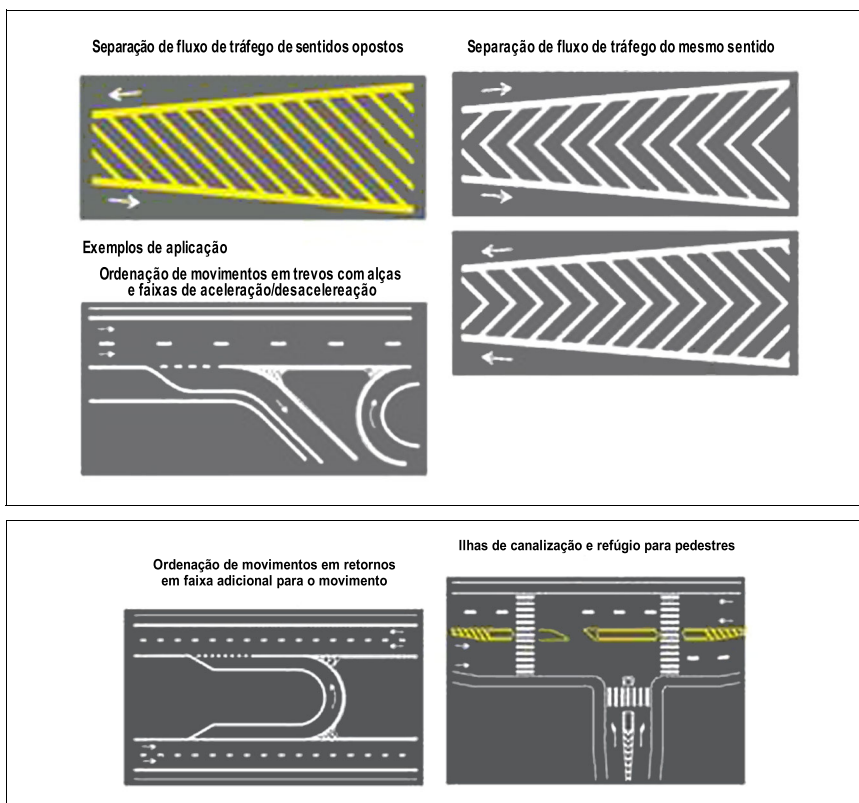 Separação de fluxo de tráfego de sentidos opostos
Separação de fluxo de tráfego do mesmo sentido
Exemplos de aplicação
Ordenação de movimentos em trevos com alças
e faixas de aceleração/desacelereação
Ordenação de movimentos em retornos
em faixa adicional para o movimento
Ilhas de canalização e refúgio para pedestres